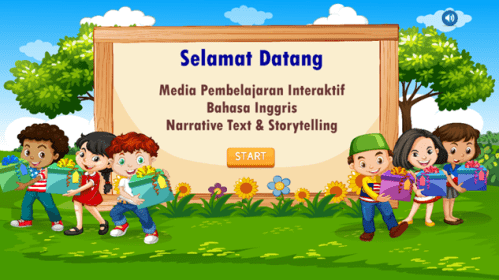 Selamat Datang
Media Pembelajaran Interaktif
Bahasa Inggris
Narrative Text & Storytelling
START